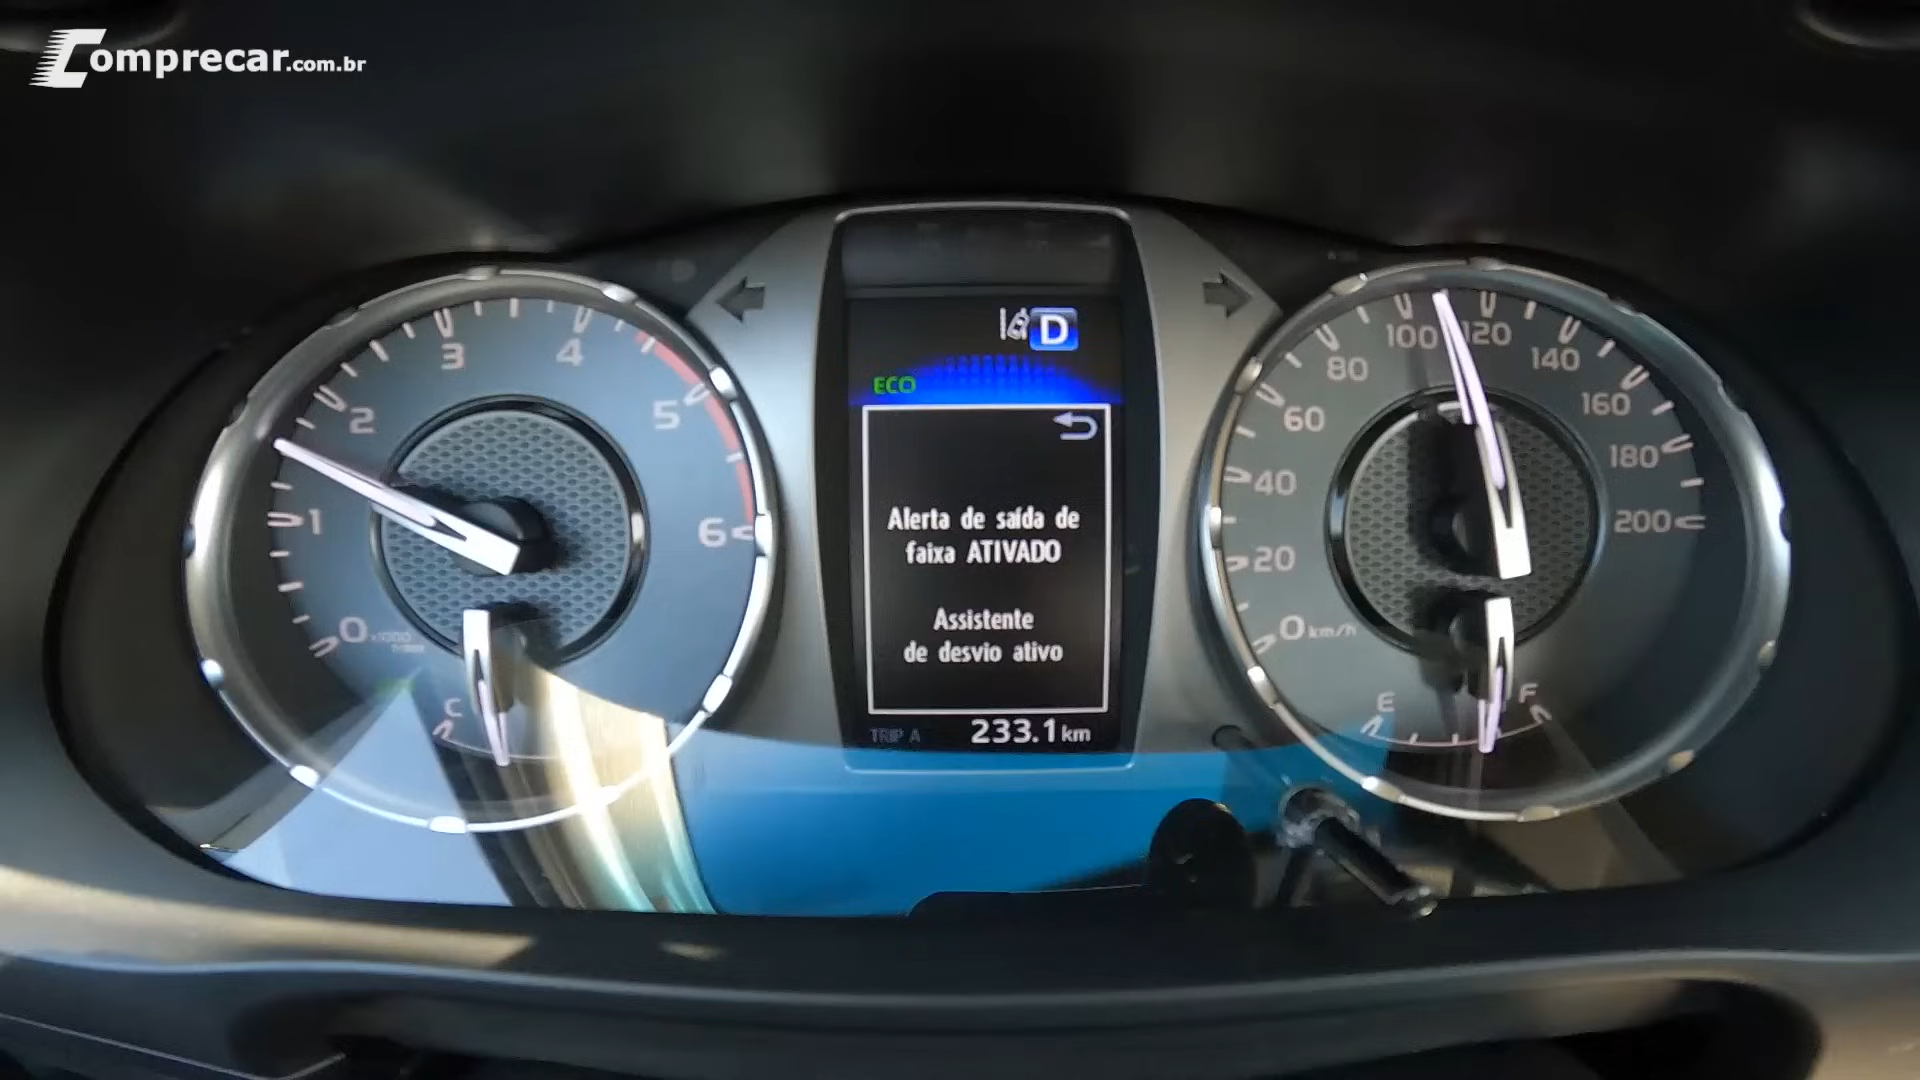 Comprecar.com.br
D
ECO
Alerta de saída de
faixa ATIVADO
Assistente
de desvio ativo
TRIP A 233.1 km
0 1 2 3 4 5 6
x1000
C
0 20 40 60 80 100 120 140 160 180 200
km/h
E F